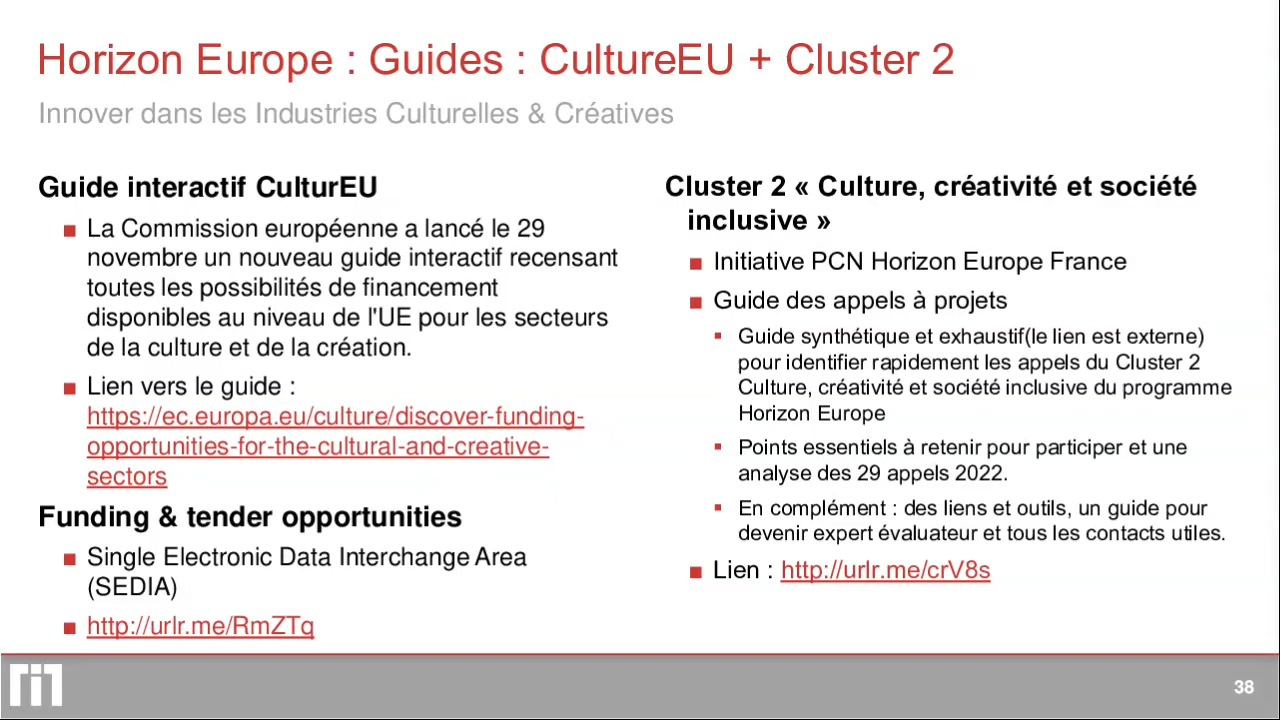 Horizon Europe : Guides : CultureEU + Cluster 2
Innover dans les Industries Culturelles & Créatives
Guide interactif CulturEU
■ La Commission européenne a lancé le 29
novembre un nouveau guide interactif recensant
toutes les possibilités de financement
disponibles au niveau de l'UE pour les secteurs
de la culture et de la création.
■ Lien vers le guide :
https://ec.europa.eu/culture/discover-funding-
opportunities-for-the-cultural-and-creative-
sectors
Funding & tender opportunities
■ Single Electronic Data Interchange Area
(SEDIA)
■ http://urlr.me/RmZTq
Cluster 2 « Culture, créativité et société
inclusive »
■ Initiative PCN Horizon Europe France
■ Guide des appels à projets
▪ Guide synthétique et exhaustif(le lien est externe)
pour identifier rapidement les appels du Cluster 2
Culture, créativité et société inclusive du programme
Horizon Europe
▪ Points essentiels à retenir pour participer et une
analyse des 29 appels 2022.
▪ En complément : des liens et outils, un guide pour
devenir expert évaluateur et tous les contacts utiles.
■ Lien : http://urlr.me/crV8s
38